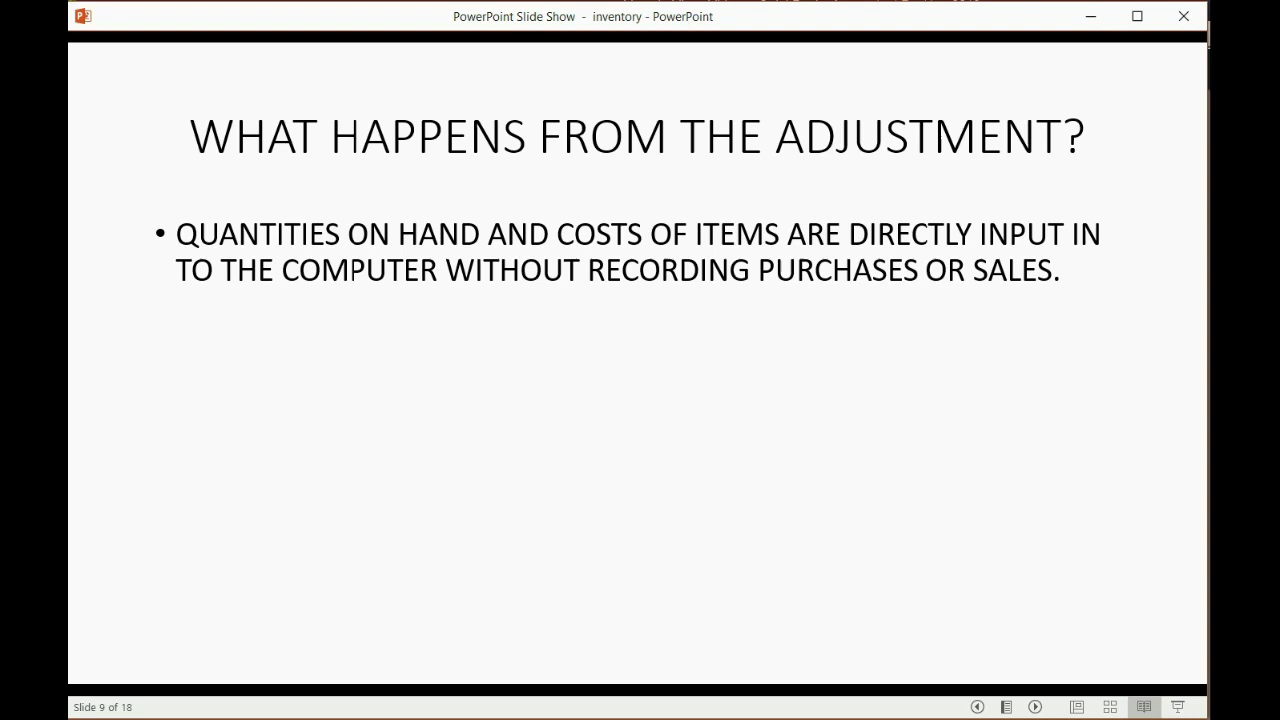 PowerPoint Slide Show - inventory - PowerPoint
WHAT HAPPENS FROM THE ADJUSTMENT?
• QUANTITIES ON HAND AND COSTS OF ITEMS ARE DIRECTLY INPUT IN
TO THE COMPUTER WITHOUT RECORDING PURCHASES OR SALES.
Slide 9 of 18